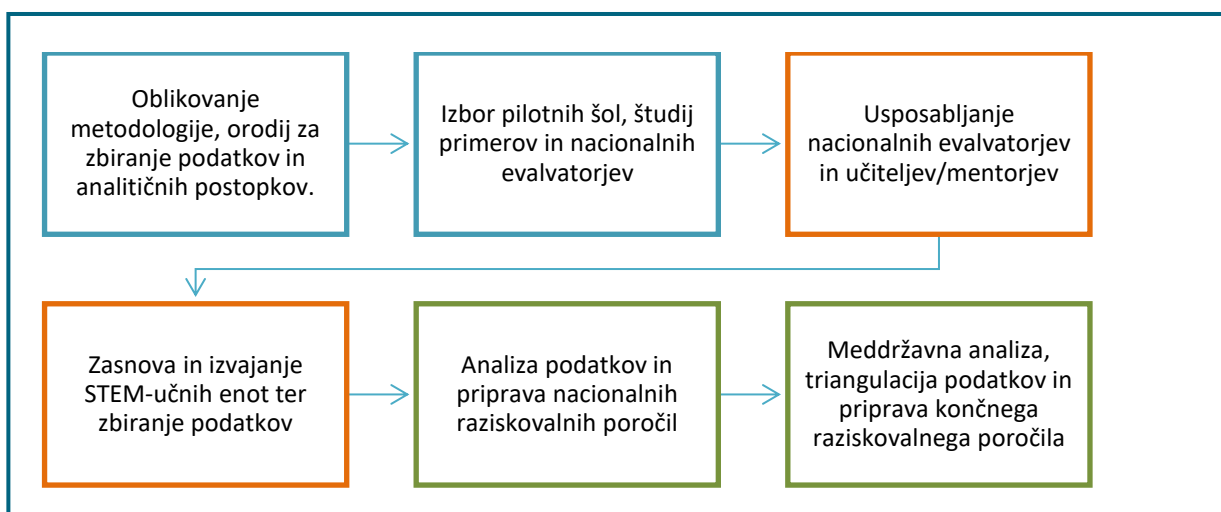 Oblikovanje
metodologije, orodij za
zbiranje podatkov in
analitičnih postopkov.
Izbor pilotnih šol, študij
primerov in nacionalnih
evalvatorjev
Usposabljanje
nacionalnih evalvatorjev
in učiteljev/mentorjev
Zasnova in izvajanje
STEM-učnih enot ter
zbiranje podatkov
Analiza podatkov in
priprava nacionalnih
raziskovalnih poročil
Meddržavna analiza,
triangulacija podatkov in
priprava končnega
raziskovalnega poročila